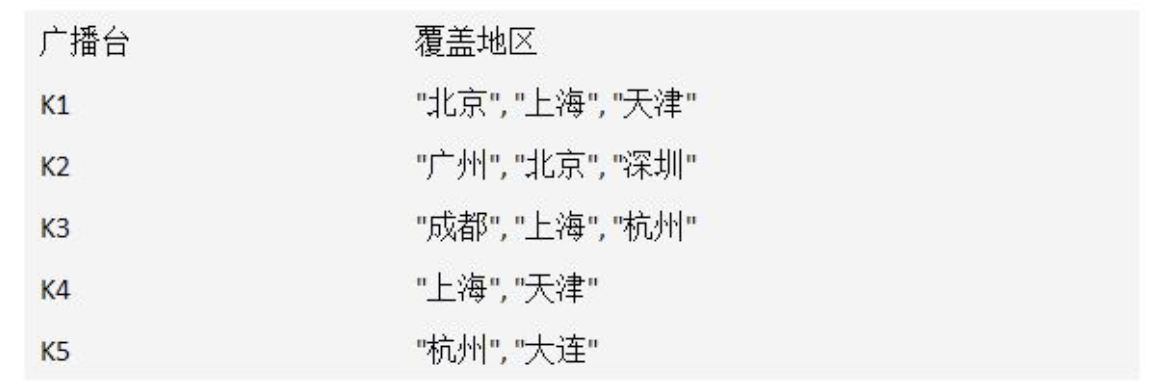 广播台 覆盖地区
K1 "北京", "上海", "天津"
K2 "广州", "北京", "深圳"
K3 "成都", "上海", "杭州"
K4 "上海", "天津"
K5 "杭州", "大连"